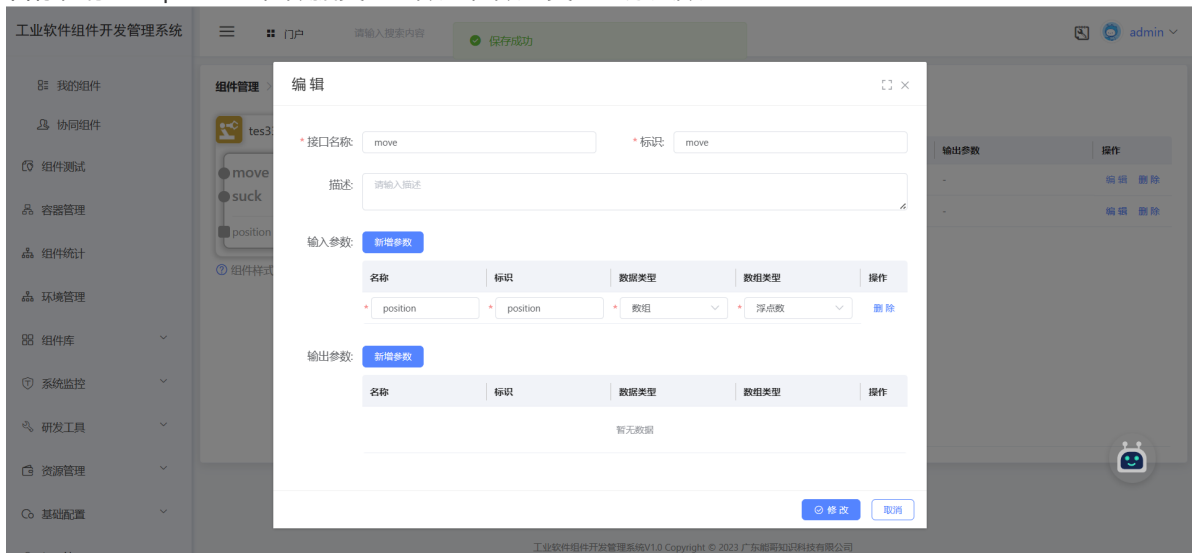 工业软件组件开发管理系统
门户
请输入搜索内容
保存成功
admin
我的组件
协同组件
组件测试
容器管理
组件统计
环境管理
组件库
系统监控
研发工具
资源管理
基础配置
组件管理
tes3
move
suck
position
组件样式
编辑
* 接口名称: move
* 标识: move
描述: 请输入描述
输入参数: 新增参数
名称 标识 数据类型 数组类型 操作
* position * position * 数组 * 浮点数 删除
输出参数: 新增参数
名称 标识 数据类型 数组类型 操作
暂无数据
修改 取消
输出参数 操作
- 编辑 删除
- 编辑 删除
工业软件组件开发管理系统V1.0 Copyright © 2023 广东能哥知识科技有限公司